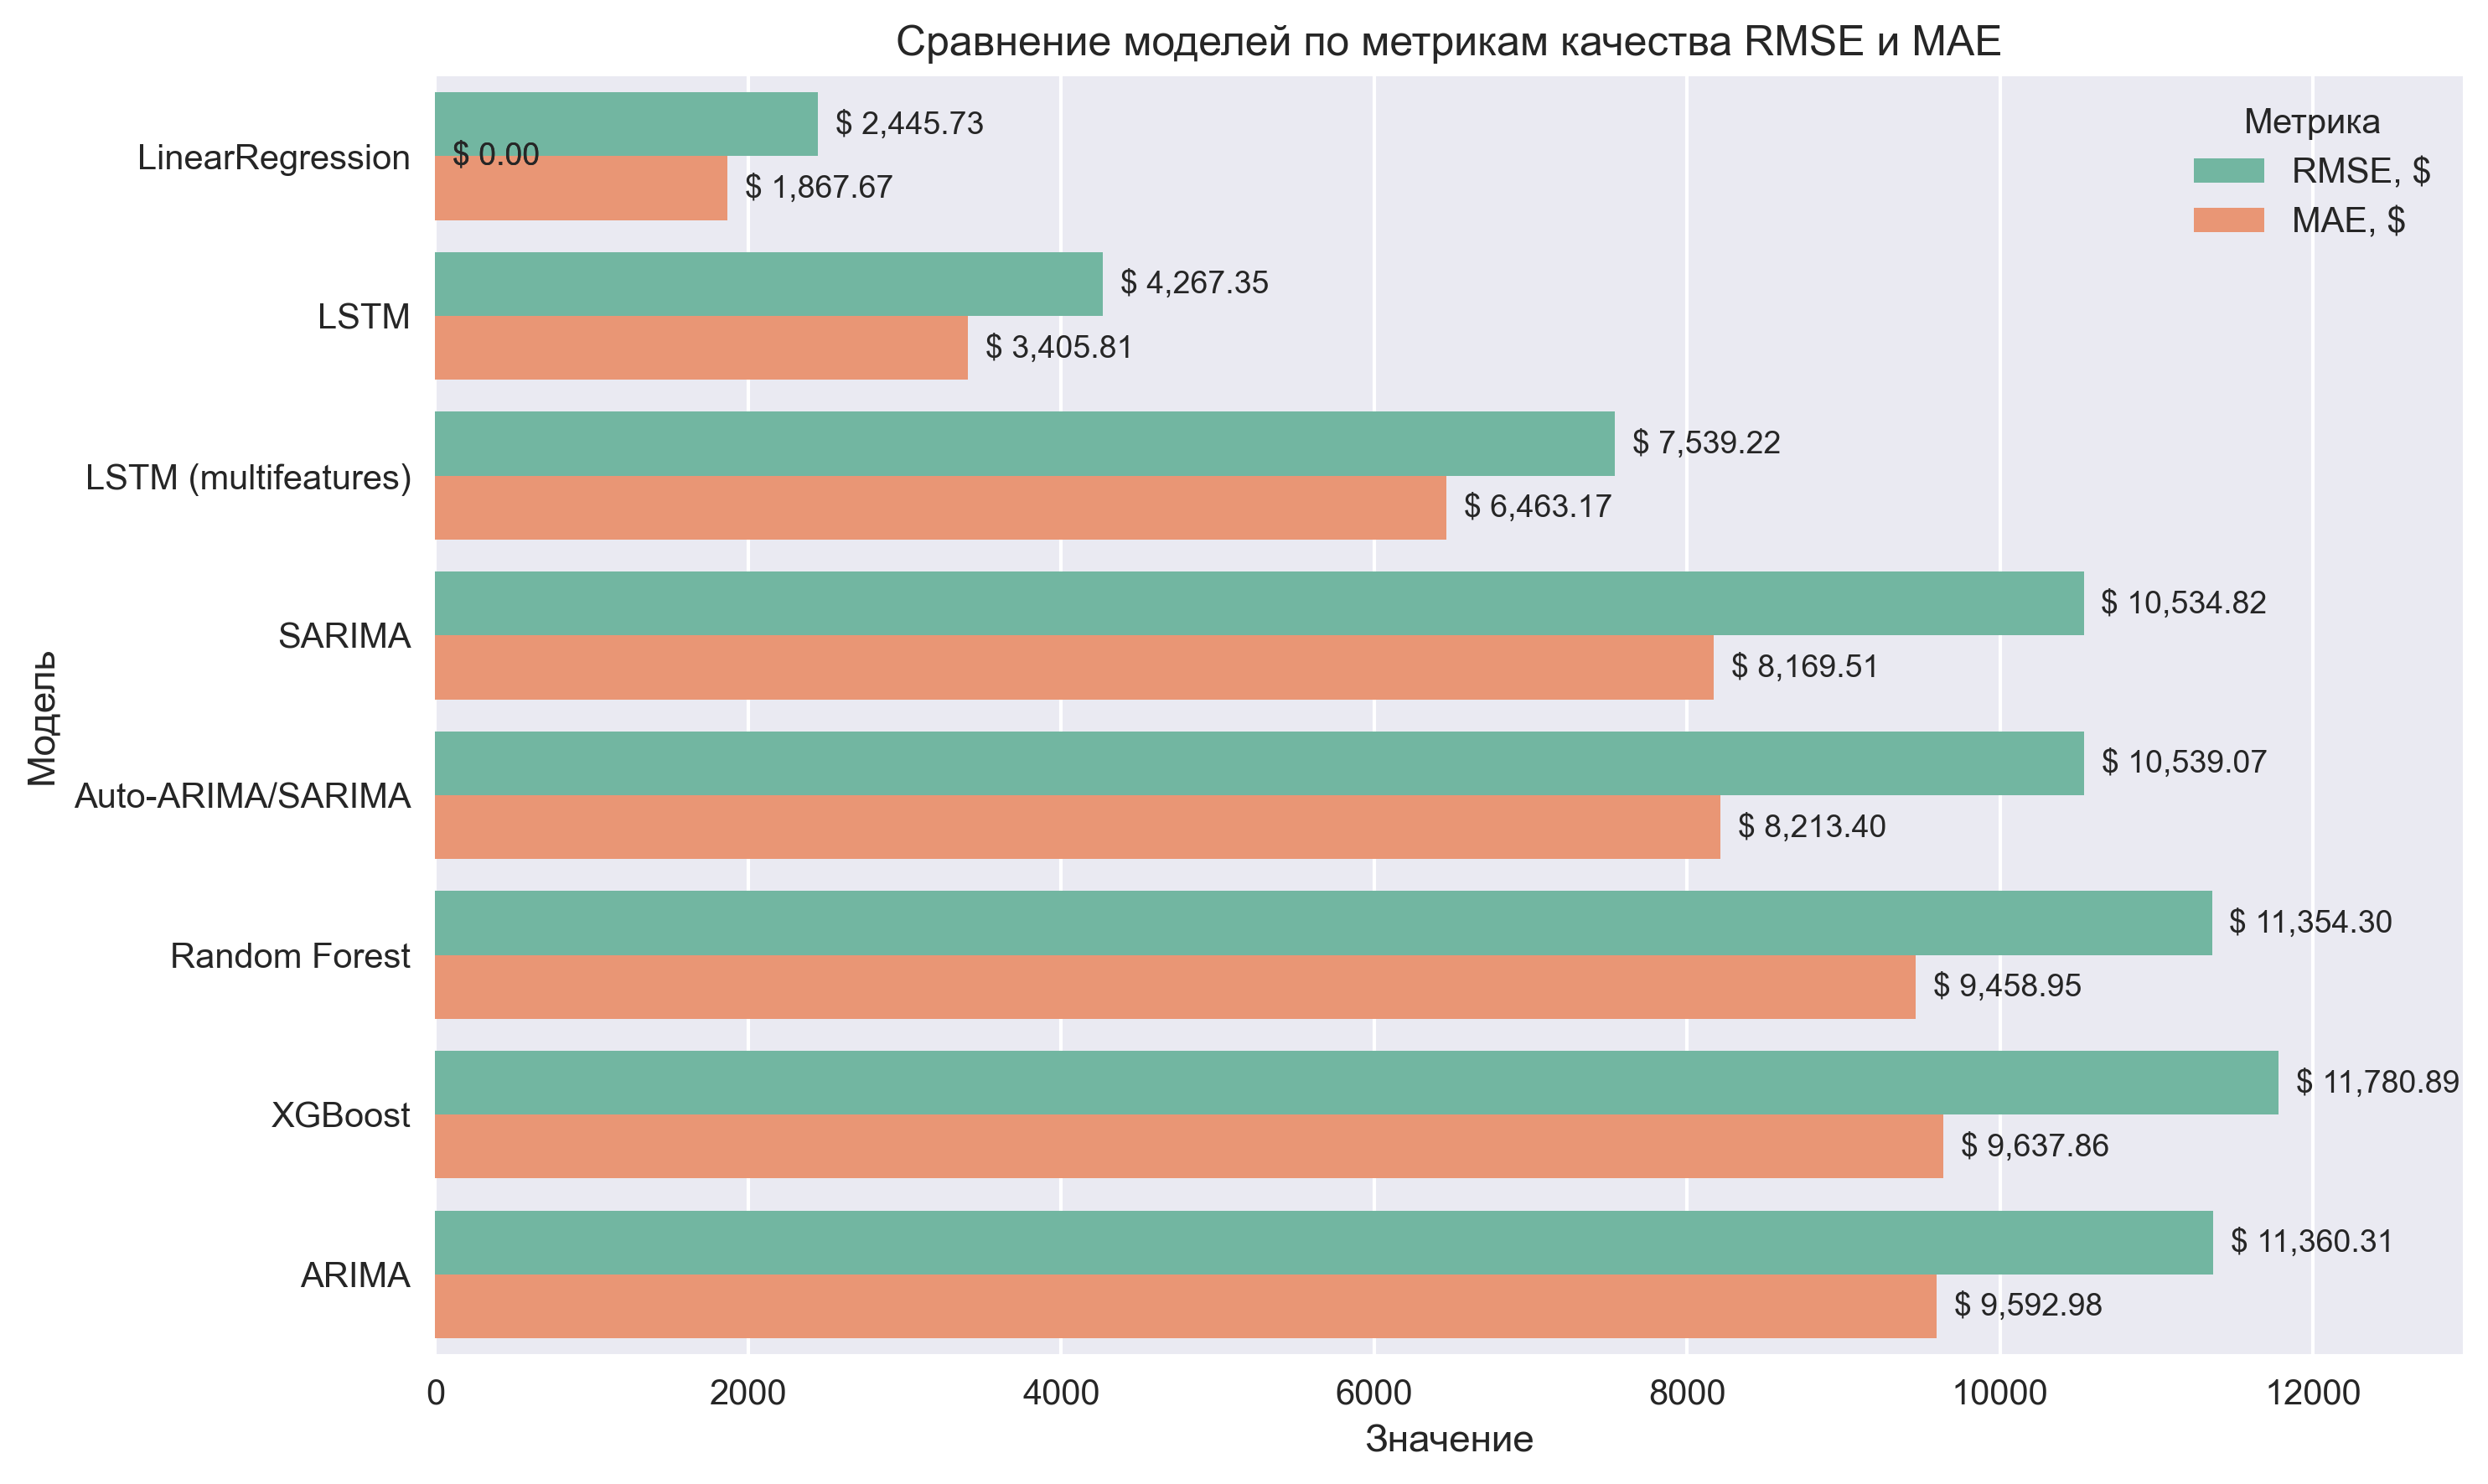 Сравнение моделей по метрикам качества RMSE и MAE
Метрика
RMSE, $
MAE, $
Модель
LinearRegression
$ 2,445.73
$ 0.00
$ 1,867.67
LSTM
$ 4,267.35
$ 3,405.81
LSTM (multifeatures)
$ 7,539.22
$ 6,463.17
SARIMA
$ 10,534.82
$ 8,169.51
Auto-ARIMA/SARIMA
$ 10,539.07
$ 8,213.40
Random Forest
$ 11,354.30
$ 9,458.95
XGBoost
$ 11,780.89
$ 9,637.86
ARIMA
$ 11,360.31
$ 9,592.98
0 2000 4000 6000 8000 10000 12000
Значение